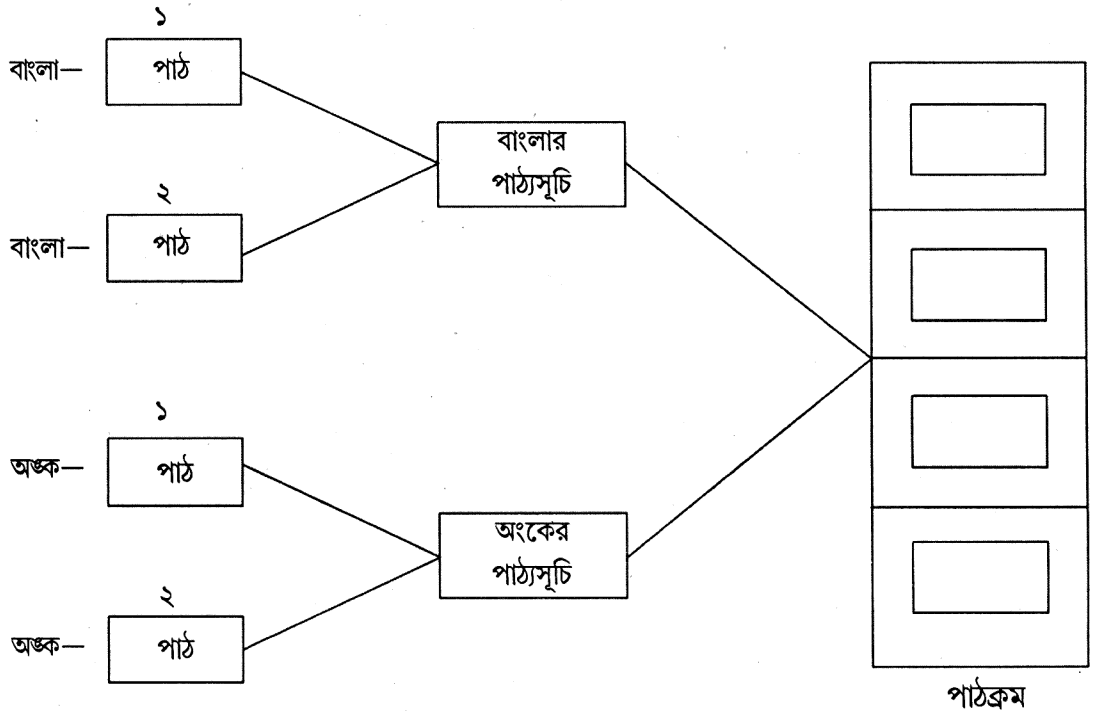 ১
বাংলা— পাঠ
বাংলার
পাঠ্যসূচি
২
বাংলা— পাঠ
১
অঙ্ক— পাঠ
অংকের
পাঠ্যসূচি
২
অঙ্ক— পাঠ
পাঠক্রম